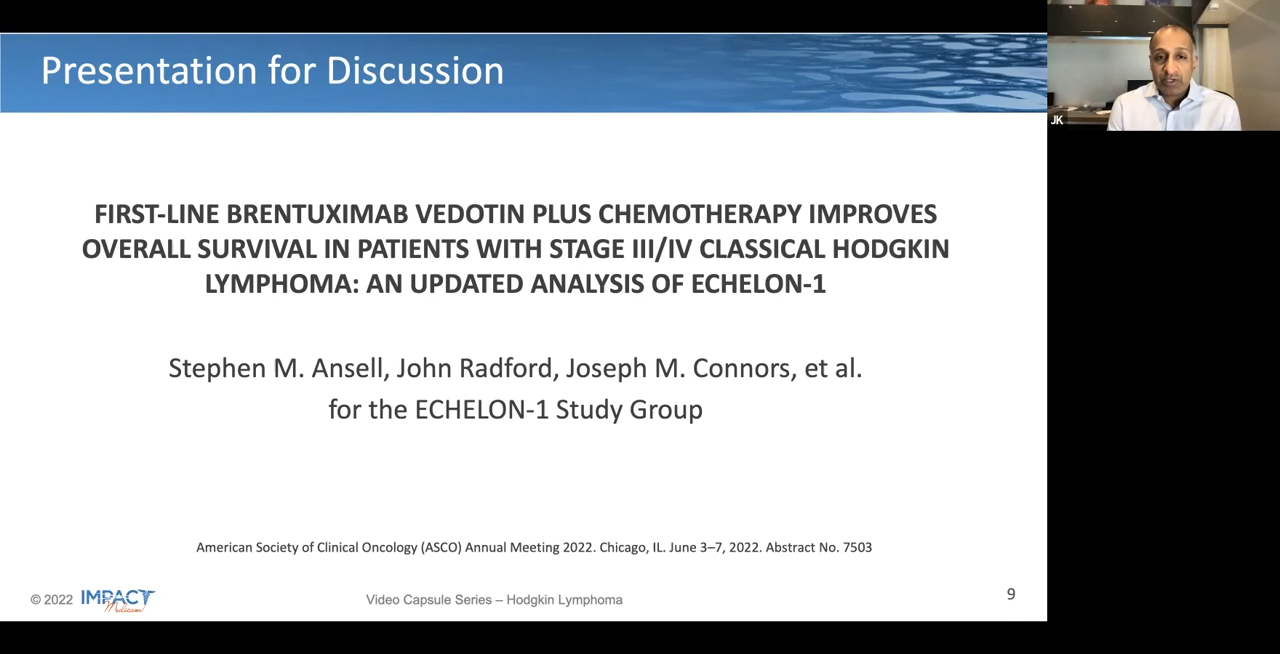 Presentation for Discussion
JK
FIRST-LINE BRENTUXIMAB VEDOTIN PLUS CHEMOTHERAPY IMPROVES
OVERALL SURVIVAL IN PATIENTS WITH STAGE III/IV CLASSICAL HODGKIN
LYMPHOMA: AN UPDATED ANALYSIS OF ECHELON-1
Stephen M. Ansell, John Radford, Joseph M. Connors, et al.
for the ECHELON-1 Study Group
American Society of Clinical Oncology (ASCO) Annual Meeting 2022. Chicago, IL. June 3–7, 2022. Abstract No. 7503
© 2022 IMPACT Medicom Video Capsule Series – Hodgkin Lymphoma 9